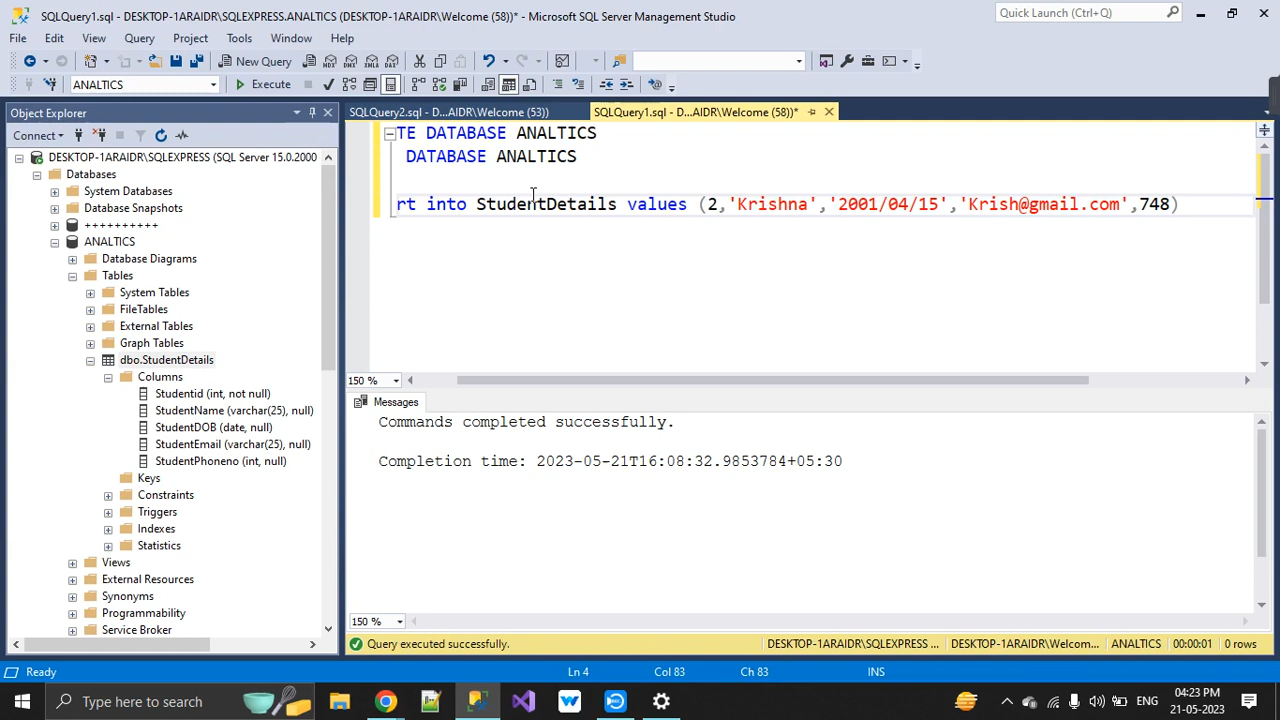 SQLQuery1.sql - DESKTOP-1ARAIDR\SQLEXPRESS.ANALTICS (DESKTOP-1ARAIDR\Welcome (58))* - Microsoft SQL Server Management Studio
Quick Launch (Ctrl+Q)
File Edit View Query Project Tools Window Help
New Query MDX DMX XMLA DAX
ANALTICS Execute
Object Explorer
SQLQuery2.sql - D...AIDR\Welcome (53))
SQLQuery1.sql - D...AIDR\Welcome (58))*
Connect
DESKTOP-1ARAIDR\SQLEXPRESS (SQL Server 15.0.2000
Databases
System Databases
Database Snapshots
++++++++++
ANALTICS
Database Diagrams
Tables
System Tables
FileTables
External Tables
Graph Tables
dbo.StudentDetails
Columns
Studentid (int, not null)
StudentName (varchar(25), null)
StudentDOB (date, null)
StudentEmail (varchar(25), null)
StudentPhoneno (int, null)
Keys
Constraints
Triggers
Indexes
Statistics
Views
External Resources
Synonyms
Programmability
Service Broker
TE DATABASE ANALTICS
DATABASE ANALTICS
rt into StudentDetails values (2,'Krishna','2001/04/15','Krish@gmail.com',748)
150 %
Messages
Commands completed successfully.
Completion time: 2023-05-21T16:08:32.9853784+05:30
150 %
Query executed successfully. DESKTOP-1ARAIDR\SQLEXPRESS ... DESKTOP-1ARAIDR\Welcom... ANALTICS 00:00:01 0 rows
Ready Ln 4 Col 83 Ch 83 INS
Type here to search
ENG
04:23 PM
21-05-2023